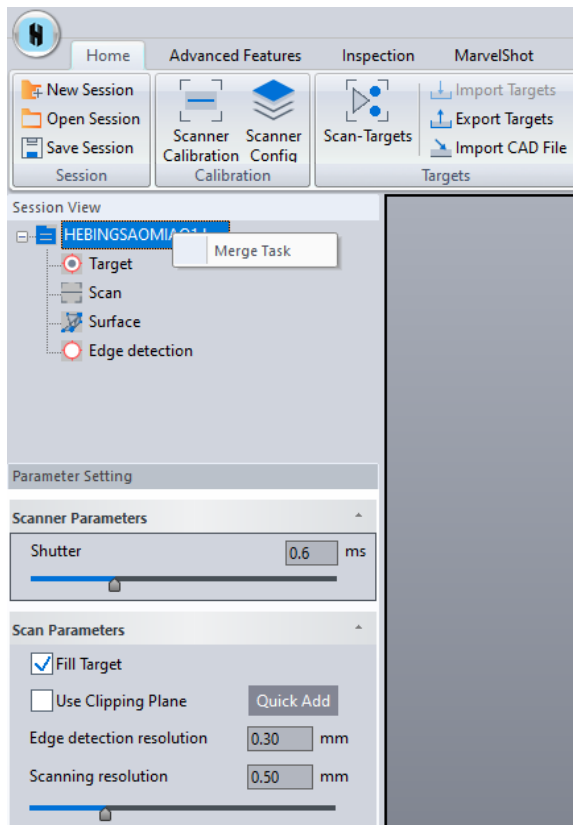 Home Advanced Features Inspection MarvelShot
New Session
Open Session
Save Session
Session
Scanner Calibration
Scanner Config
Calibration
Scan-Targets
Import Targets
Export Targets
Import CAD File
Targets
Session View
Merge Task
Target
Scan
Surface
Edge detection
Parameter Setting
Scanner Parameters
Shutter 0.6 ms
Scan Parameters
Fill Target
Use Clipping Plane Quick Add
Edge detection resolution 0.30 mm
Scanning resolution 0.50 mm